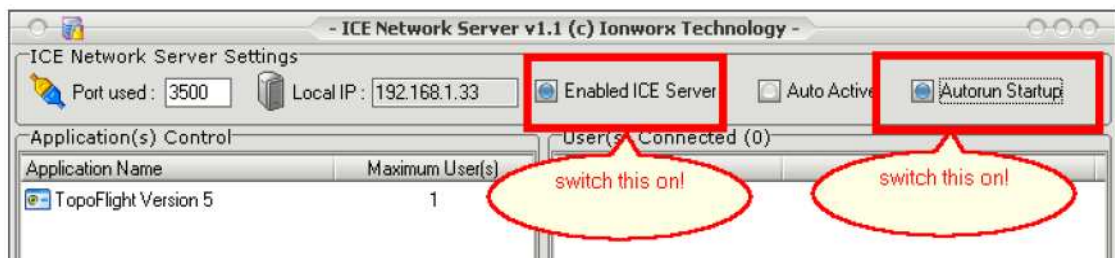 - ICE Network Server v1.1 (c) Ionworx Technology -
ICE Network Server Settings
Port used : 3500 Local IP : 192.168.1.33 Enabled ICE Server Auto Active Autorun Startup
Application(s) Control User(s) Connected (0)
Application Name Maximum User(s)
switch this on! switch this on!
TopoFlight Version 5 1